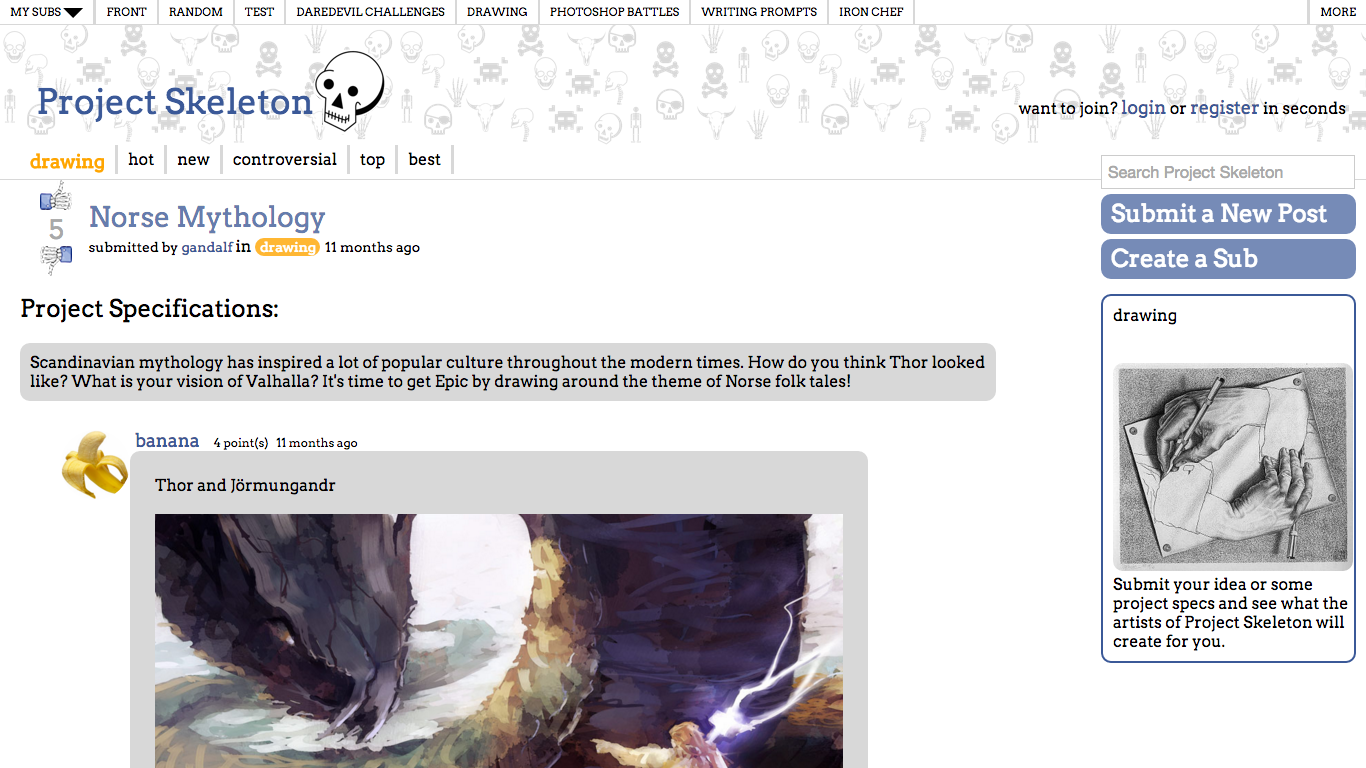 MY SUBS FRONT RANDOM TEST DAREDEVIL CHALLENGES DRAWING PHOTOSHOP BATTLES WRITING PROMPTS IRON CHEF MORE
Project Skeleton
want to join? login or register in seconds
drawing hot new controversial top best
Search Project Skeleton
5
Norse Mythology
submitted by gandalf in drawing 11 months ago
Submit a New Post
Create a Sub
Project Specifications:
Scandinavian mythology has inspired a lot of popular culture throughout the modern times. How do you think Thor looked
like? What is your vision of Valhalla? It's time to get Epic by drawing around the theme of Norse folk tales!
banana 4 point(s) 11 months ago
Thor and Jörmungandr
drawing
Submit your idea or some
project specs and see what the
artists of Project Skeleton will
create for you.